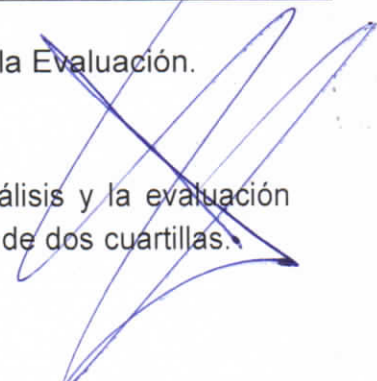 la Evaluación.
álisis y la evaluación
de dos cuartillas.